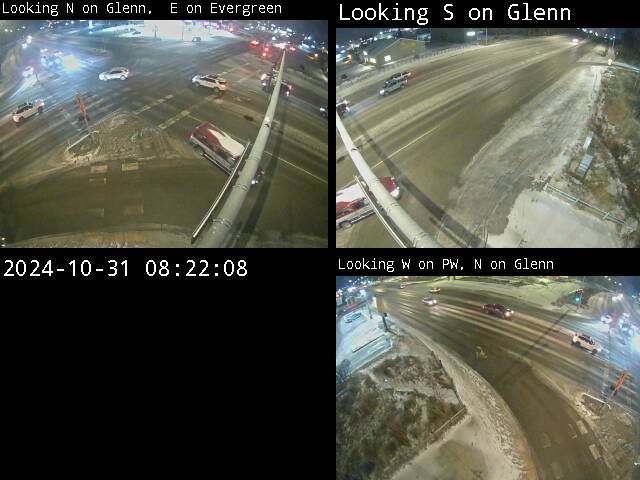 Looking N on Glenn,  E on Evergreen
Looking S on Glenn
2024-10-31 08:22:08
Looking W on PW, N on Glenn